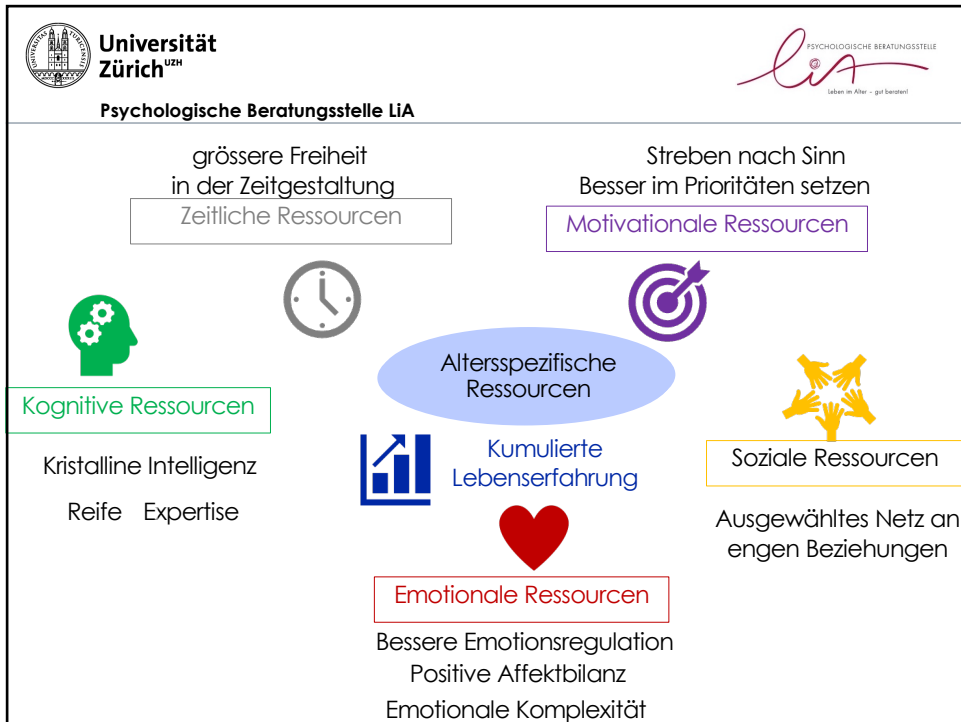 Universität
Zürich UZH
PSYCHOLOGISCHE BERATUNGSSTELLE
LiA
Leben im Alter – gut beraten!
Psychologische Beratungsstelle LiA
grössere Freiheit
in der Zeitgestaltung
Zeitliche Ressourcen
Streben nach Sinn
Besser im Prioritäten setzen
Motivationale Ressourcen
Altersspezifische
Ressourcen
Kognitive Ressourcen
Kristalline Intelligenz
Reife Expertise
Kumulierte
Lebenserfahrung
Soziale Ressourcen
Ausgewähltes Netz an
engen Beziehungen
Emotionale Ressourcen
Bessere Emotionsregulation
Positive Affektbilanz
Emotionale Komplexität